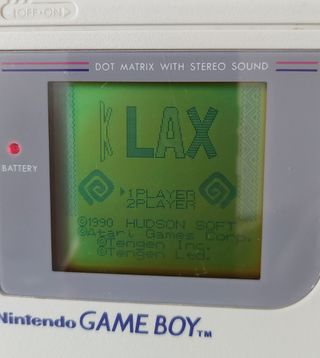 OFF•ON
DOT MATRIX WITH STEREO SOUND
BATTERY
KLAX
1PLAYER
2PLAYER
©1990 HUDSON SOFT
©Atari Games Corp.
©Tengen Inc.
©Tengen Ltd.
Nintendo GAME BOY™